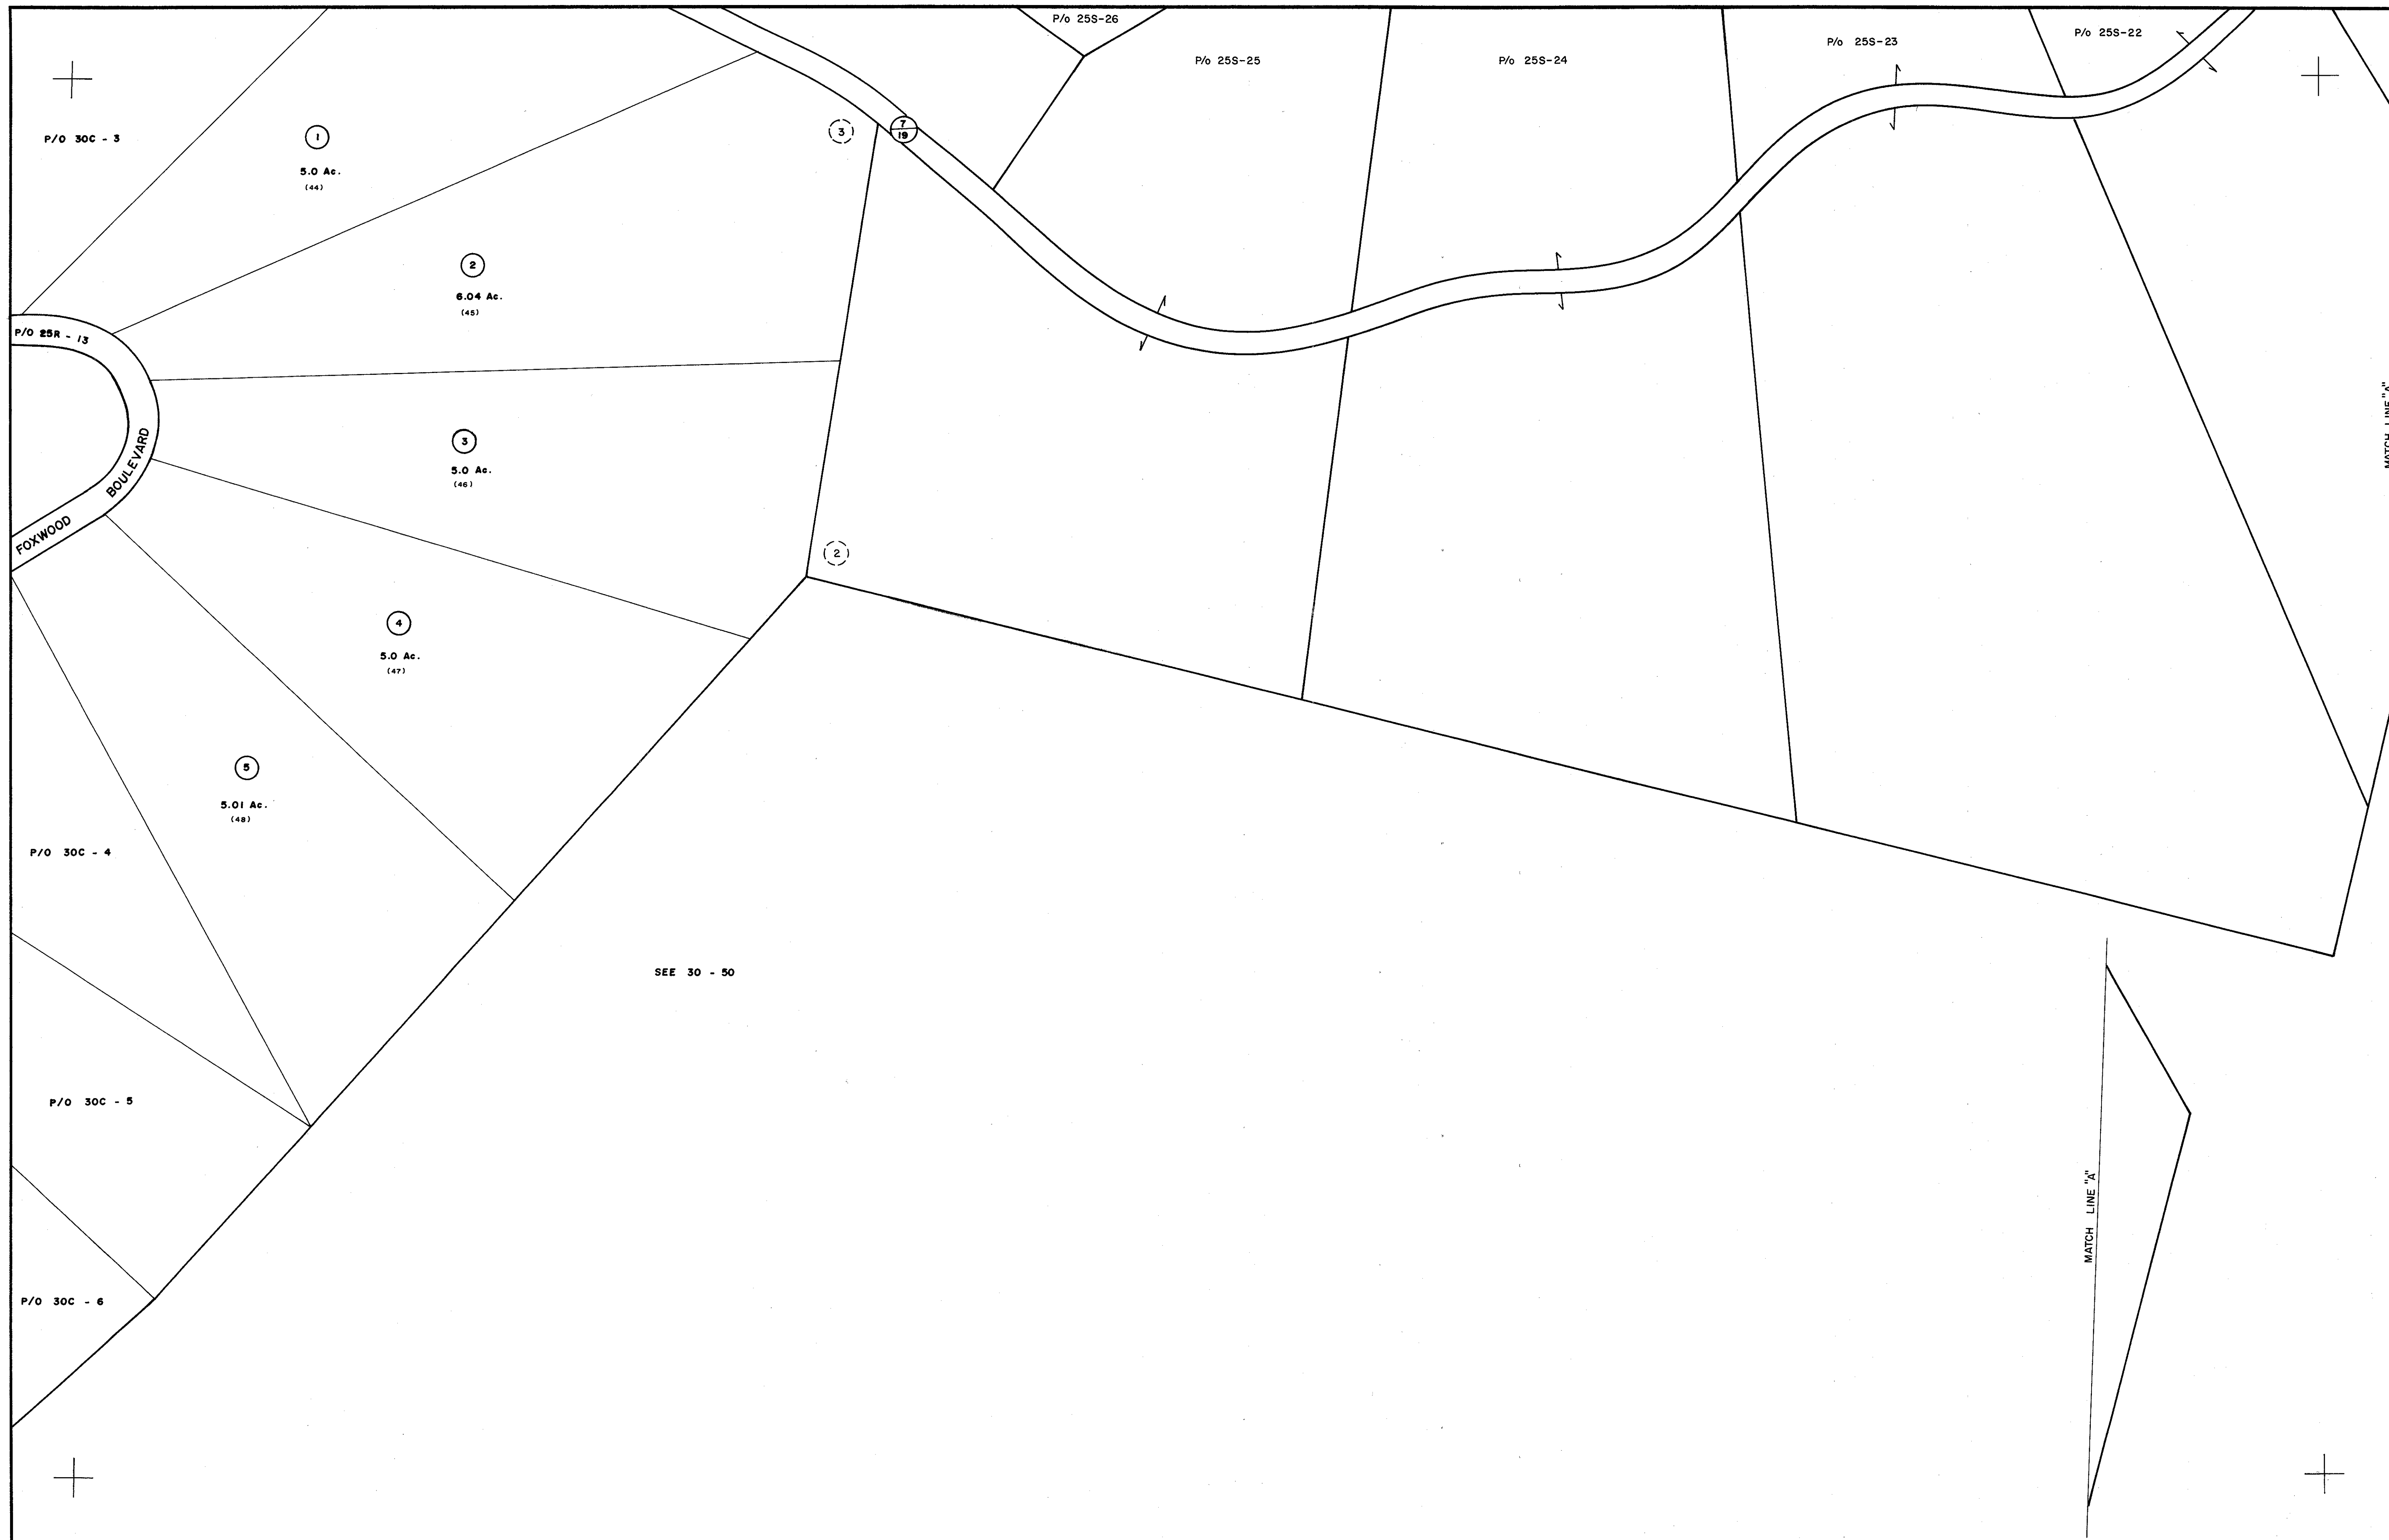 P/o 25S-26
P/o 25S-25
P/o 25S-24
P/o 25S-23
P/o 25S-22
P/O 30C - 3
1
5.0 Ac.
(44)
3
7
19
2
6.04 Ac.
(45)
P/O 25R - 13
FOXWOOD BOULEVARD
3
5.0 Ac.
(46)
MATCH LINE "A"
2
4
5.0 Ac.
(47)
5
5.01 Ac.
(48)
P/O 30C - 4
SEE 30 - 50
P/O 30C - 5
MATCH LINE "A"
P/O 30C - 6